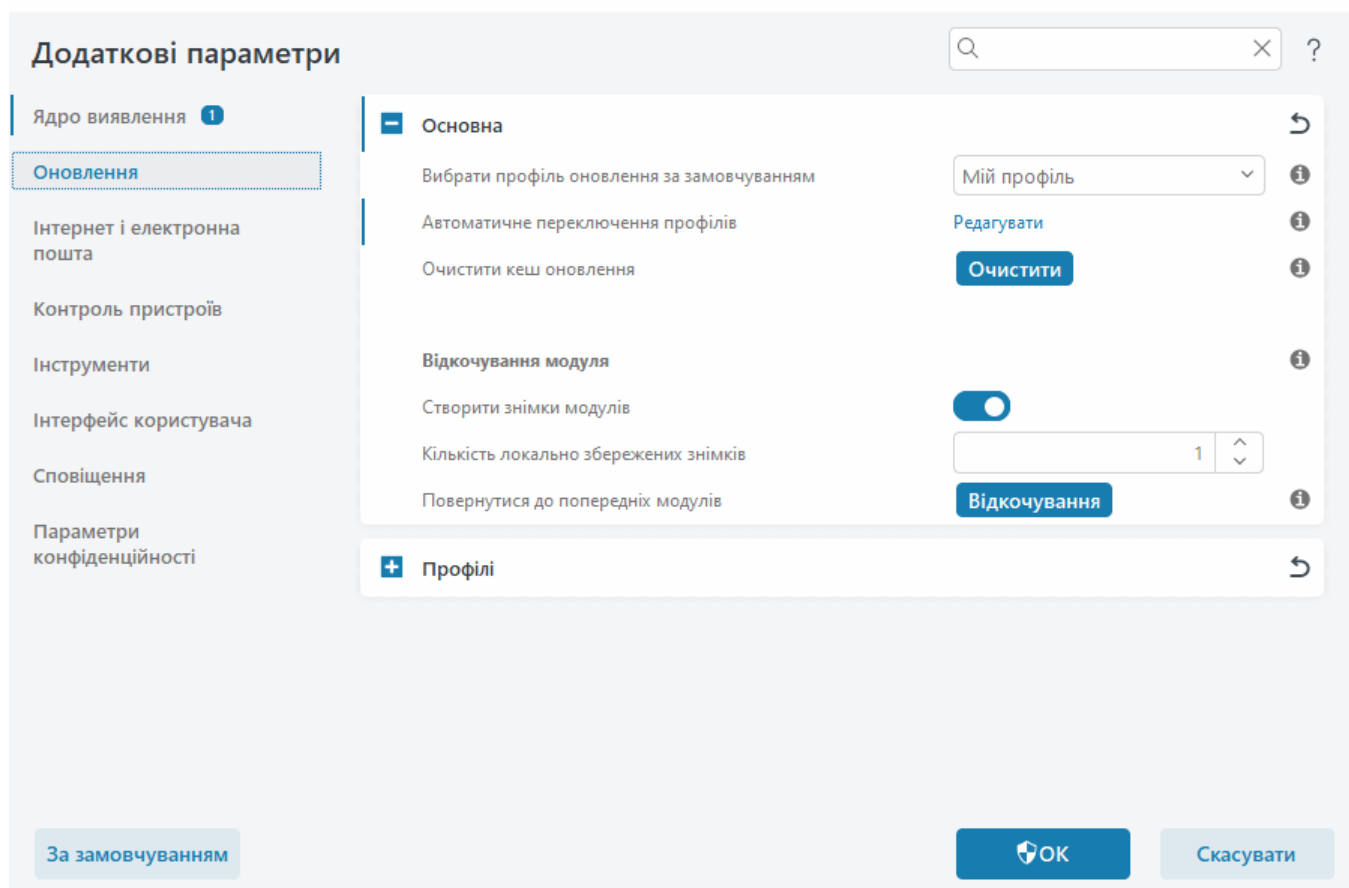 Додаткові параметри
?
Ядро виявлення 1
Оновлення
Інтернет і електронна
пошта
Контроль пристроїв
Інструменти
Інтерфейс користувача
Сповіщення
Параметри
конфіденційності
Основна
Вибрати профіль оновлення за замовчуванням Мій профіль
Автоматичне переключення профілів Редагувати
Очистити кеш оновлення Очистити
Відкочування модуля
Створити знімки модулів
Кількість локально збережених знімків 1
Повернутися до попередніх модулів Відкочування
Профілі
За замовчуванням ОК Скасувати